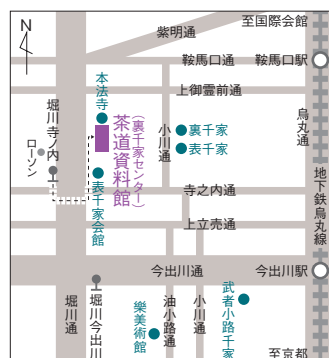 N
至国際会館
紫明通
鞍馬口通
鞍馬口駅
本法寺
上御霊前通
堀川寺ノ内
ローソン
茶道資料館
(裏千家センター)
小川通
裏千家
表千家
烏丸通
表千家会館
寺之内通
上立売通
地下鉄烏丸線
今出川通
今出川駅
堀川通
堀川今出川
樂美術館
油小路通
小川通
武者小路千家
至京都